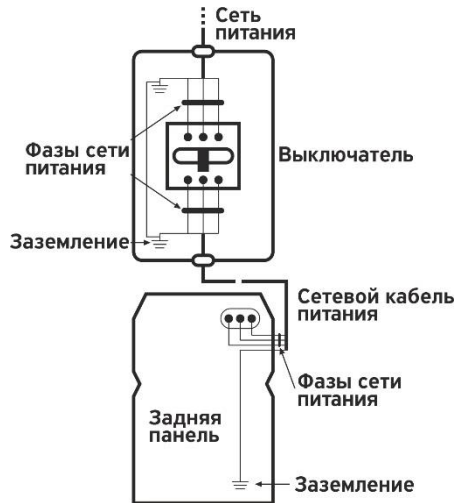 Сеть
питания
Фазы сети
питания
Выключатель
Заземление
Сетевой кабель
питания
Фазы сети
питания
Задняя
панель
Заземление